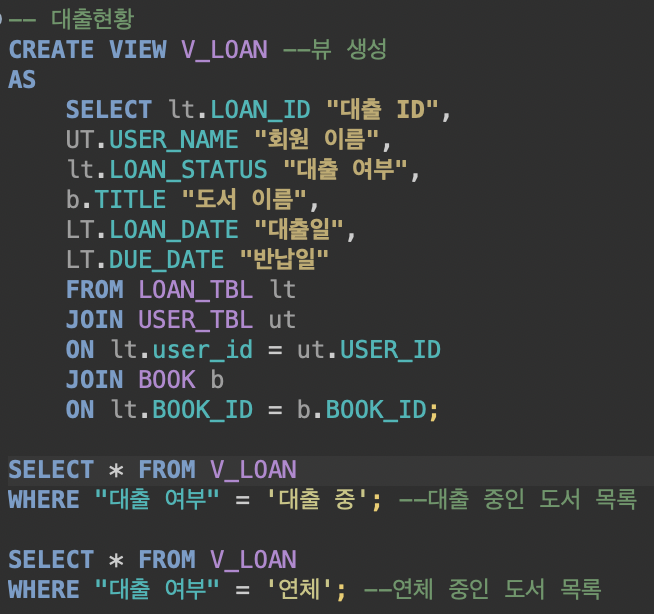 -- 대출현황
CREATE VIEW V_LOAN --뷰 생성
AS
SELECT lt.LOAN_ID "대출 ID",
UT.USER_NAME "회원 이름",
lt.LOAN_STATUS "대출 여부",
b.TITLE "도서 이름",
LT.LOAN_DATE "대출일",
LT.DUE_DATE "반납일"
FROM LOAN_TBL lt
JOIN USER_TBL ut
ON lt.user_id = ut.USER_ID
JOIN BOOK b
ON lt.BOOK_ID = b.BOOK_ID;
SELECT * FROM V_LOAN
WHERE "대출 여부" = '대출 중'; --대출 중인 도서 목록
SELECT * FROM V_LOAN
WHERE "대출 여부" = '연체'; --연체 중인 도서 목록